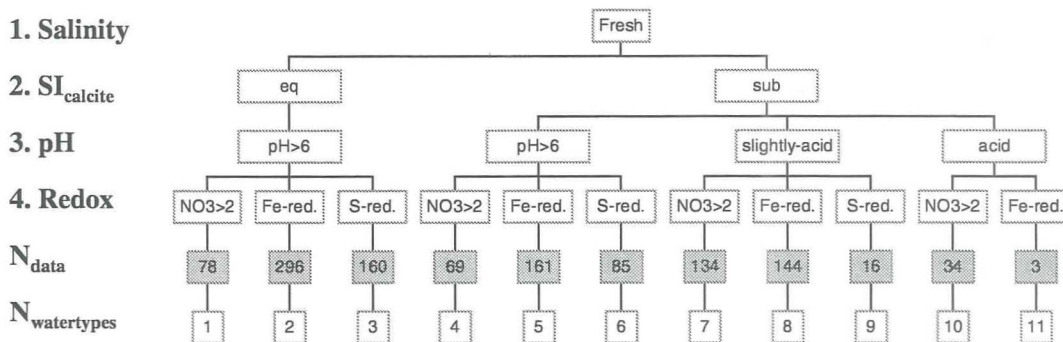 1. Salinity Fresh
2. SIcalcite eq sub
3. pH pH>6 pH>6 slightly-acid acid
4. Redox NO3>2 Fe-red. S-red. NO3>2 Fe-red. S-red. NO3>2 Fe-red. S-red. NO3>2 Fe-red.
Ndata 78 296 160 69 161 85 134 144 16 34 3
Nwatertypes 1 2 3 4 5 6 7 8 9 10 11